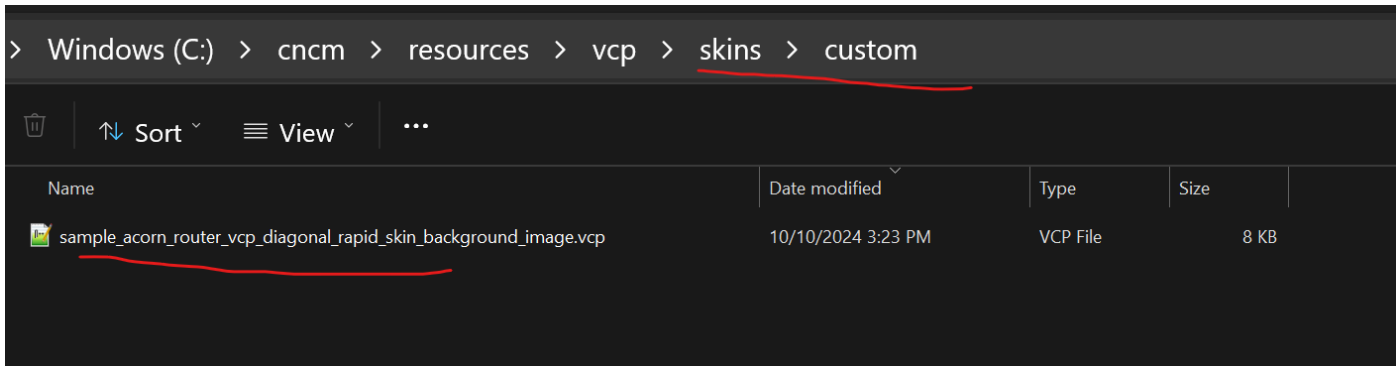 > Windows (C:) > cncm > resources > vcp > skins > custom
Sort View ...
Name Date modified Type Size
sample_acorn_router_vcp_diagonal_rapid_skin_background_image.vcp 10/10/2024 3:23 PM VCP File 8 KB